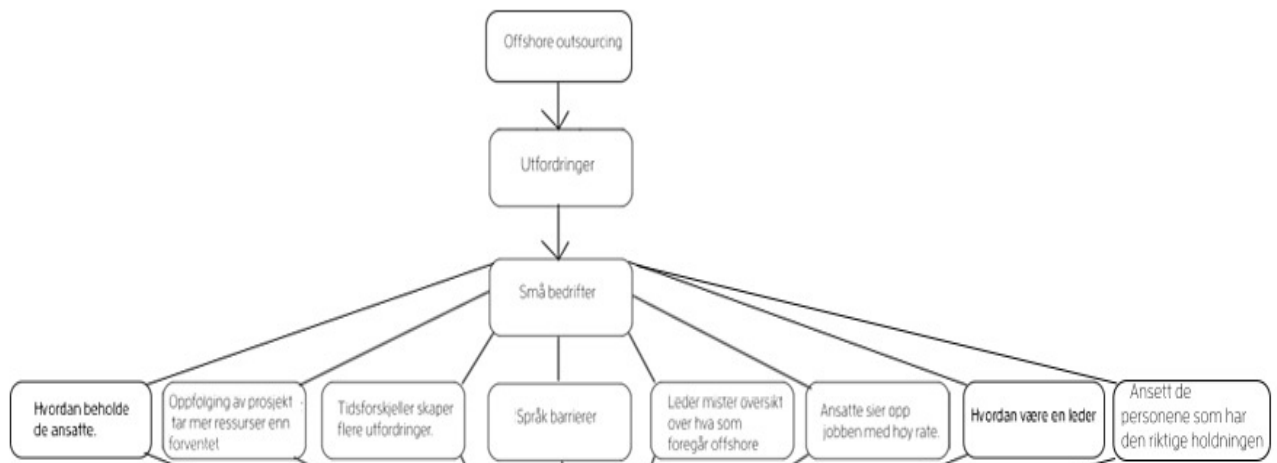 Offshore outsourcing
Utfordringer
Små bedrifter
Hvordan beholde
de ansatte.
Oppfolging av prosjekt
tar mer ressurser enn
forventet
Tidsforskjeller skaper
flere utfordringer.
Språk barrierer
Leder mister oversikt
over hva som
foregår offshore
Ansatte sier opp
jobben med høy rate.
Hvordan være en leder
Ansett de
personene som har
den riktige holdningen